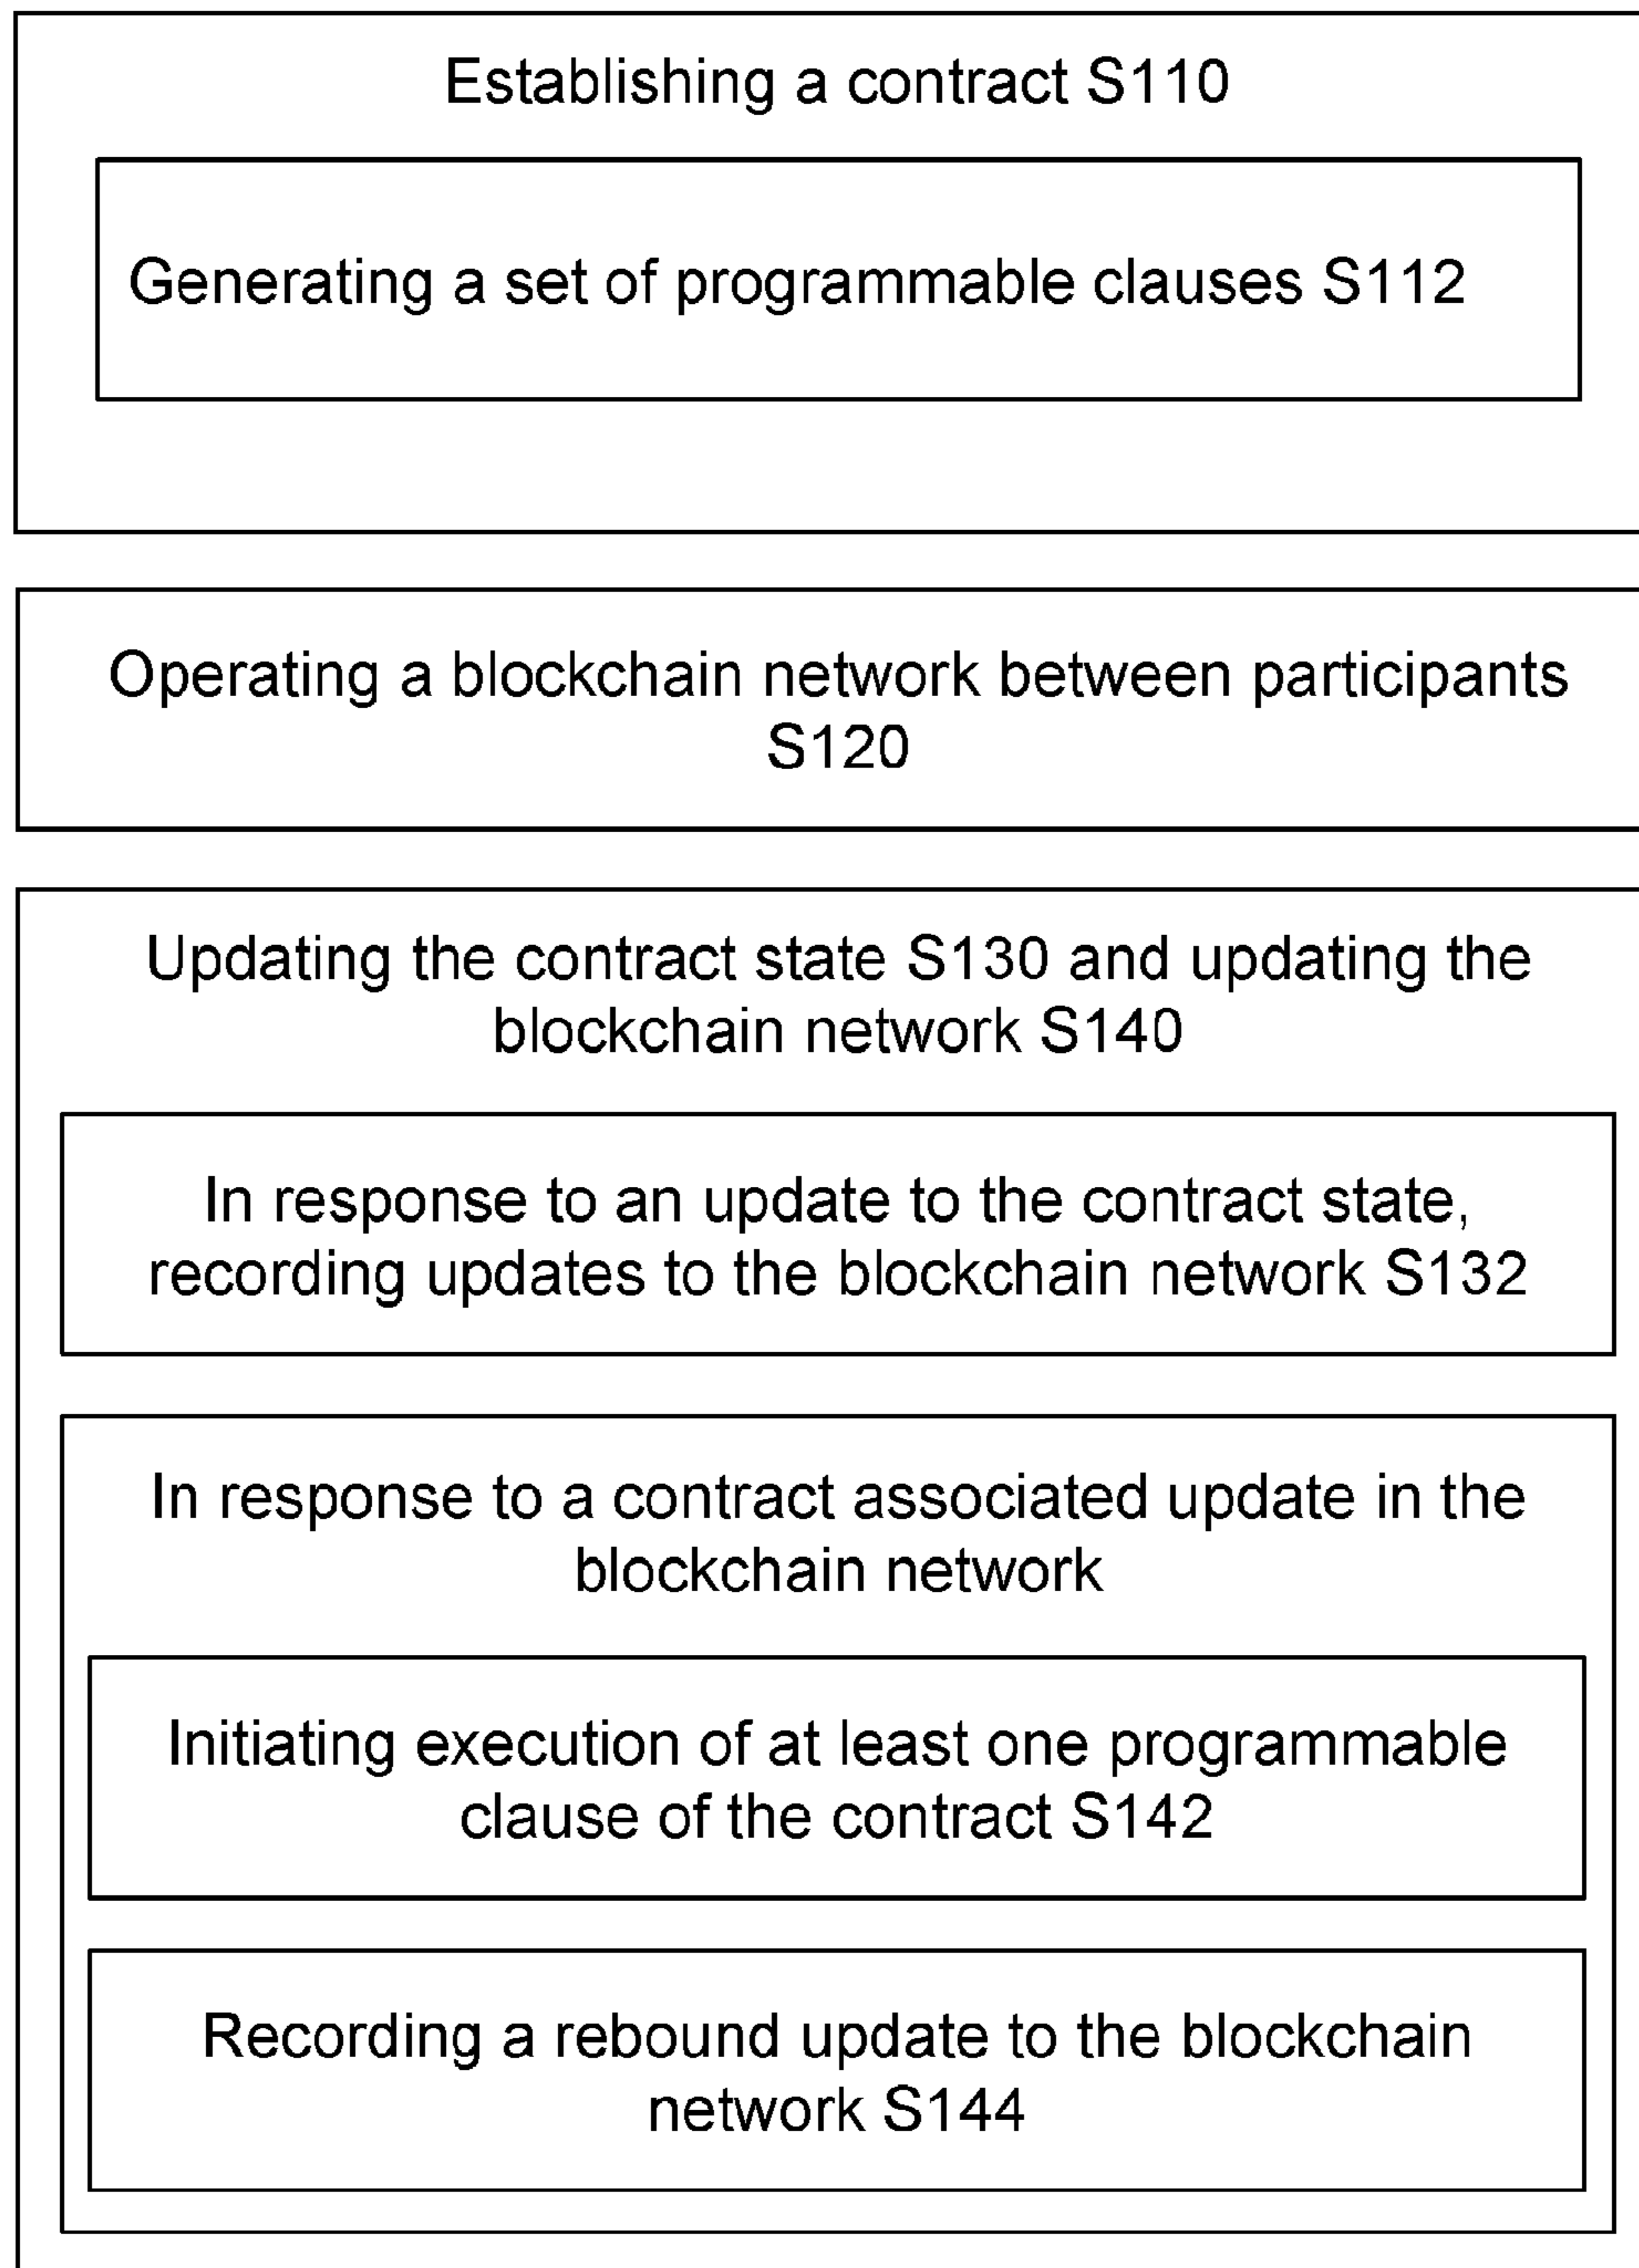 Establishing a contract S110
Generating a set of programmable clauses S112
Operating a blockchain network between participants
S120
Updating the contract state S130 and updating the
blockchain network S140
In response to an update to the contract state,
recording updates to the blockchain network S132
In response to a contract associated update in the
blockchain network
Initiating execution of at least one programmable
clause of the contract S142
Recording a rebound update to the blockchain
network S144